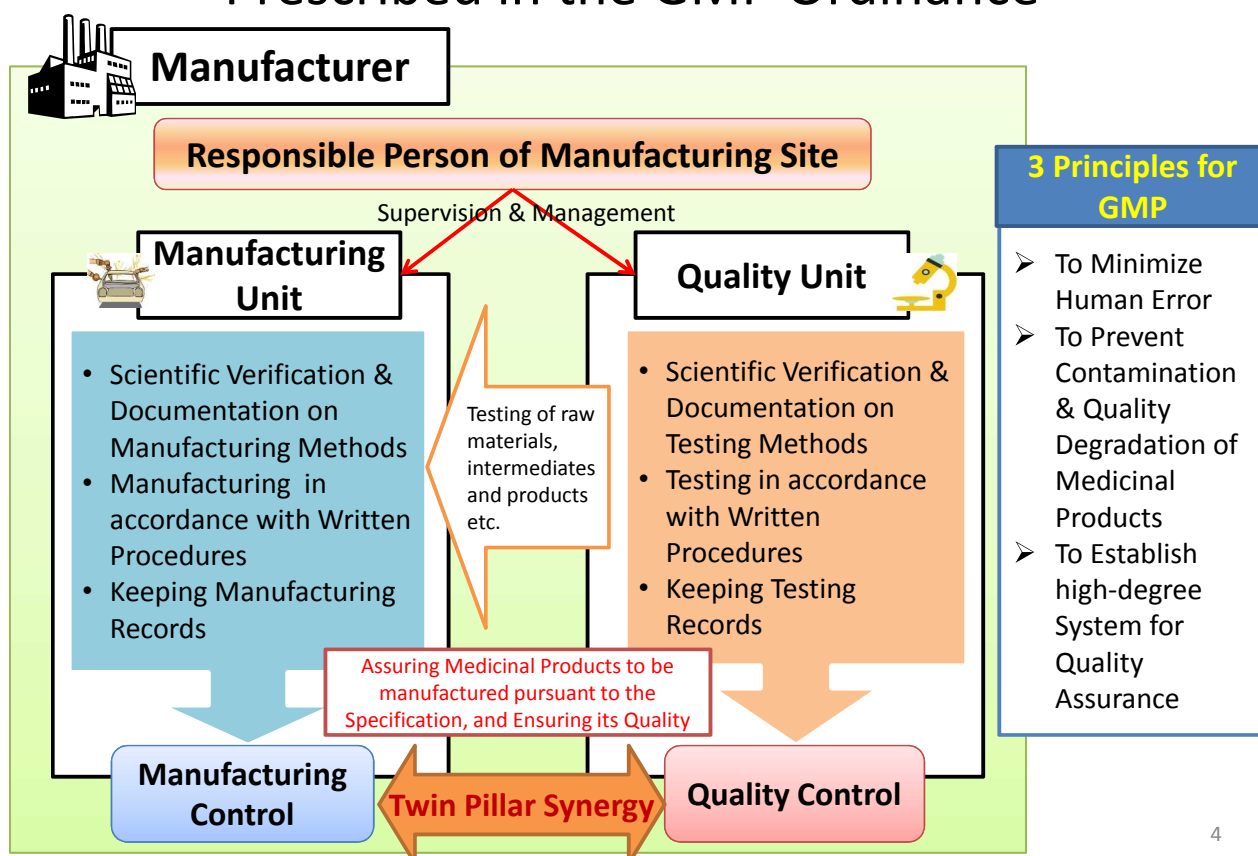 Prescribed in the GMP Ordinance
Manufacturer
Responsible Person of Manufacturing Site
Supervision & Management
Manufacturing
Unit
• Scientific Verification &
Documentation on
Manufacturing Methods
• Manufacturing in
accordance with Written
Procedures
• Keeping Manufacturing
Records
Testing of raw
materials,
intermediates
and products
etc.
Quality Unit
• Scientific Verification &
Documentation on
Testing Methods
• Testing in accordance
with Written
Procedures
• Keeping Testing
Records
Assuring Medicinal Products to be
manufactured pursuant to the
Specification, and Ensuring its Quality
Manufacturing
Control
Twin Pillar Synergy
Quality Control
3 Principles for
GMP
➢ To Minimize
Human Error
➢ To Prevent
Contamination
& Quality
Degradation of
Medicinal
Products
➢ To Establish
high-degree
System for
Quality
Assurance
4